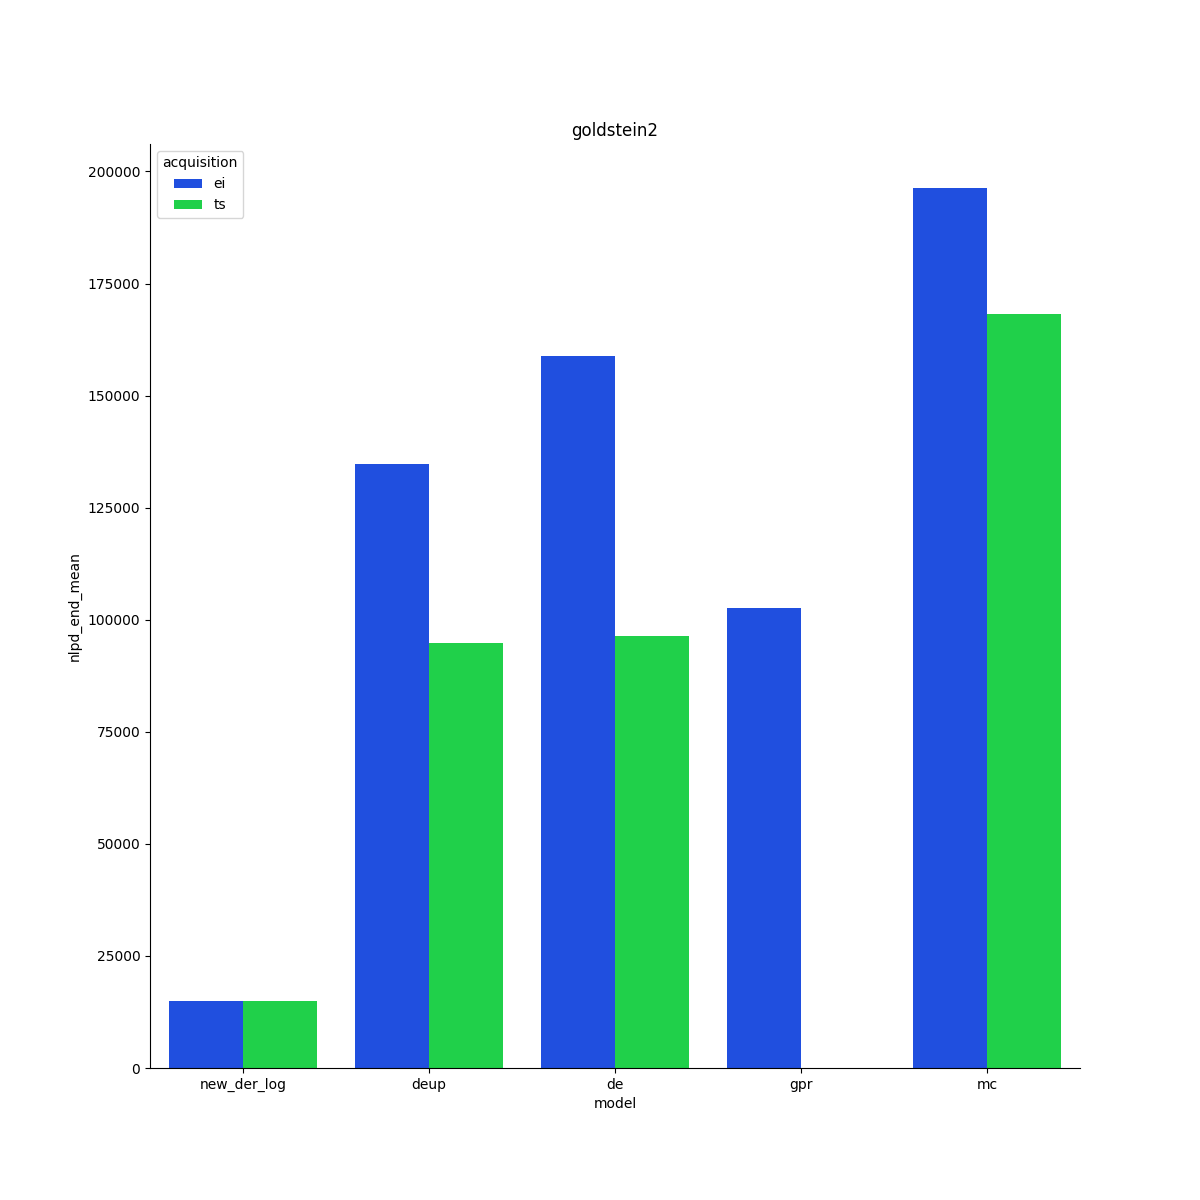 goldstein2
acquisition
ei
ts
nlpd_end_mean
200000
175000
150000
125000
100000
75000
50000
25000
0
new_der_log deup de gpr mc
model